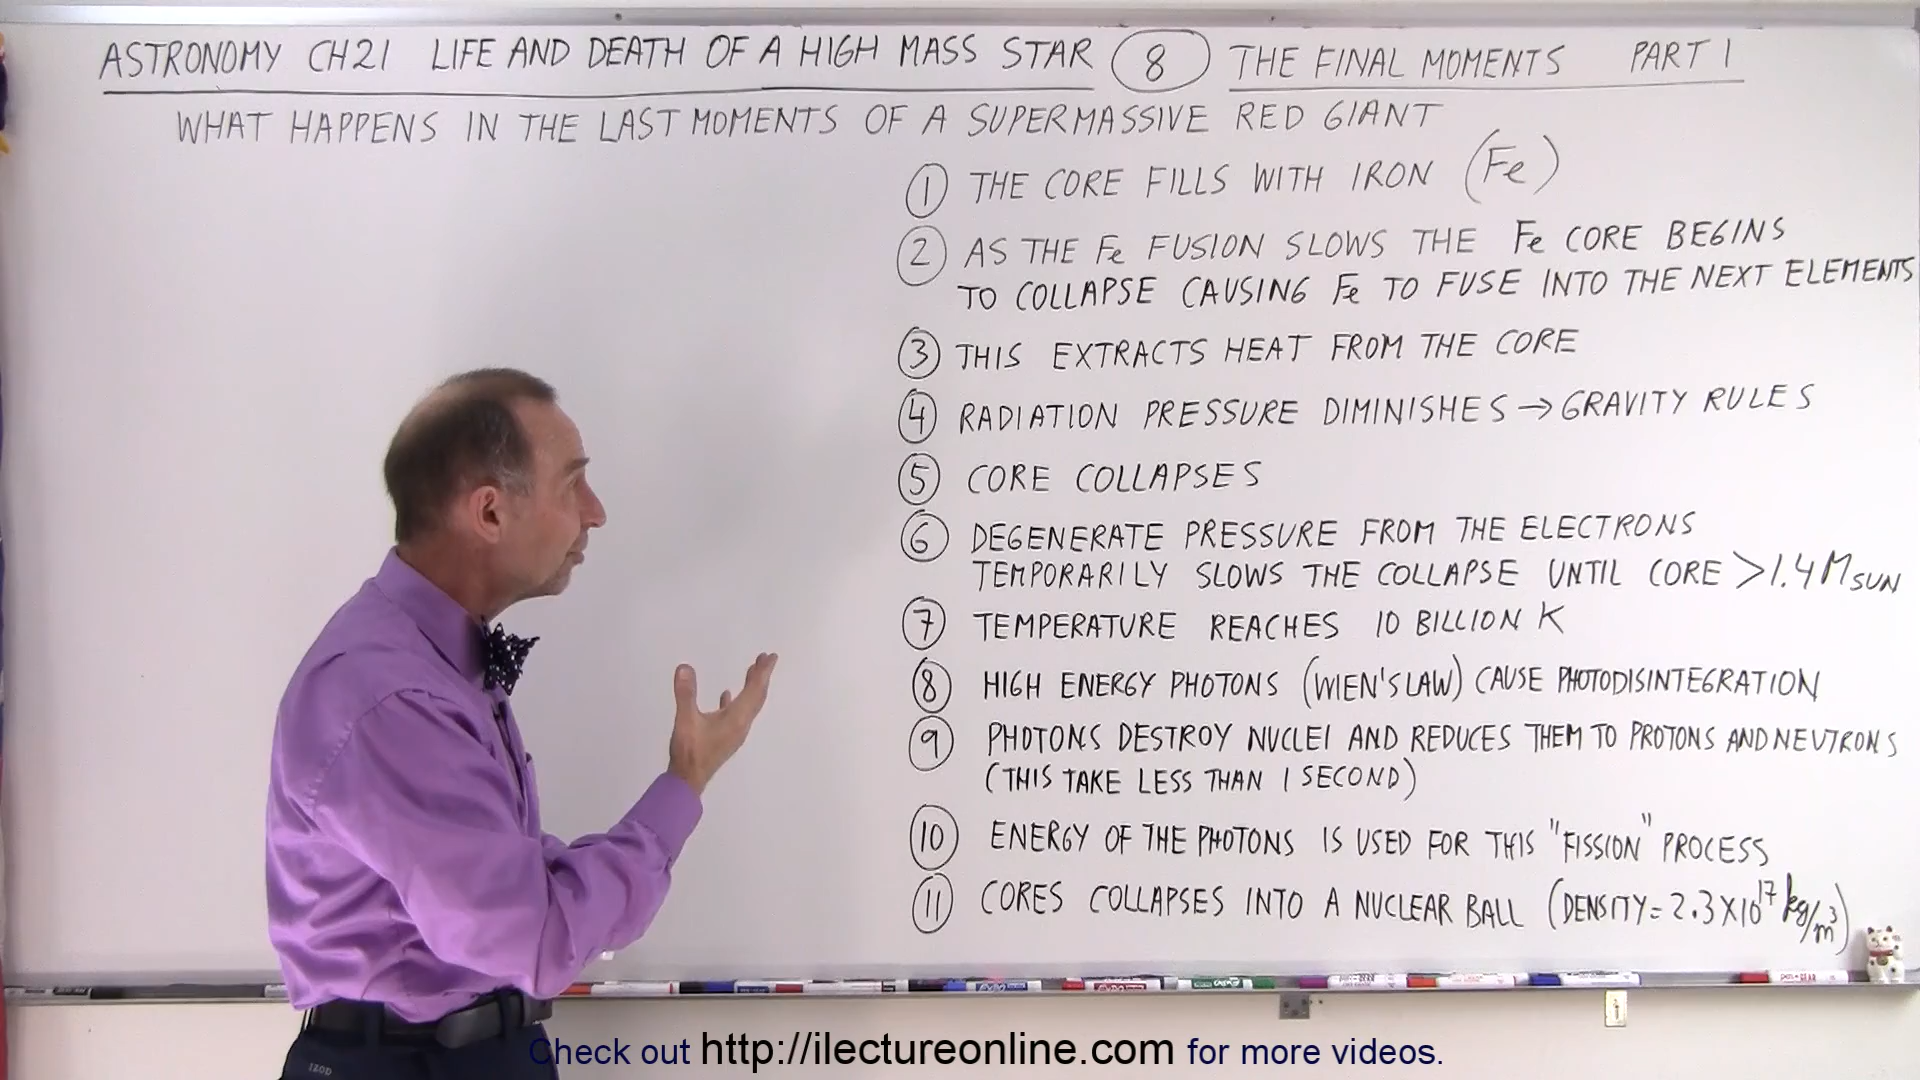 ASTRONOMY CH21 LIFE AND DEATH OF A HIGH MASS STAR 8 THE FINAL MOMENTS PART 1
WHAT HAPPENS IN THE LAST MOMENTS OF A SUPERMASSIVE RED GIANT
1 THE CORE FILLS WITH IRON (Fe)
2 AS THE Fe FUSION SLOWS THE Fe CORE BEGINS
TO COLLAPSE CAUSING Fe TO FUSE INTO THE NEXT ELEMENTS
3 THIS EXTRACTS HEAT FROM THE CORE
4 RADIATION PRESSURE DIMINISHES → GRAVITY RULES
5 CORE COLLAPSES
6 DEGENERATE PRESSURE FROM THE ELECTRONS
TEMPORARILY SLOWS THE COLLAPSE UNTIL CORE > 1.4 M SUN
7 TEMPERATURE REACHES 10 BILLION K
8 HIGH ENERGY PHOTONS (WIEN'S LAW) CAUSE PHOTODISINTEGRATION
9 PHOTONS DESTROY NUCLEI AND REDUCES THEM TO PROTONS AND NEUTRONS
(THIS TAKE LESS THAN 1 SECOND)
10 ENERGY OF THE PHOTONS IS USED FOR THIS "FISSION" PROCESS
11 CORES COLLAPSES INTO A NUCLEAR BALL (DENSITY = 2.3 X 10^17 kg/m^3)
IZOD
Check out http://ilectureonline.com for more videos.